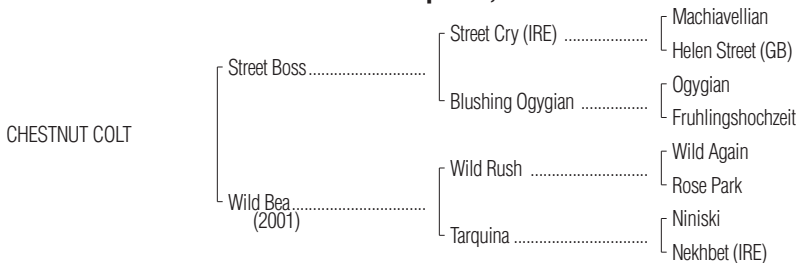 Machiavellian
Street Cry (IRE) ..................
Helen Street (GB)
Street Boss..........................
Ogygian
Blushing Ogygian ..............
Fruhlingshochzeit
CHESTNUT COLT
Wild Again
Wild Rush .........................
Rose Park
Wild Bea..............................
(2001)
Niniski
Tarquina .............................
Nekhbet (IRE)